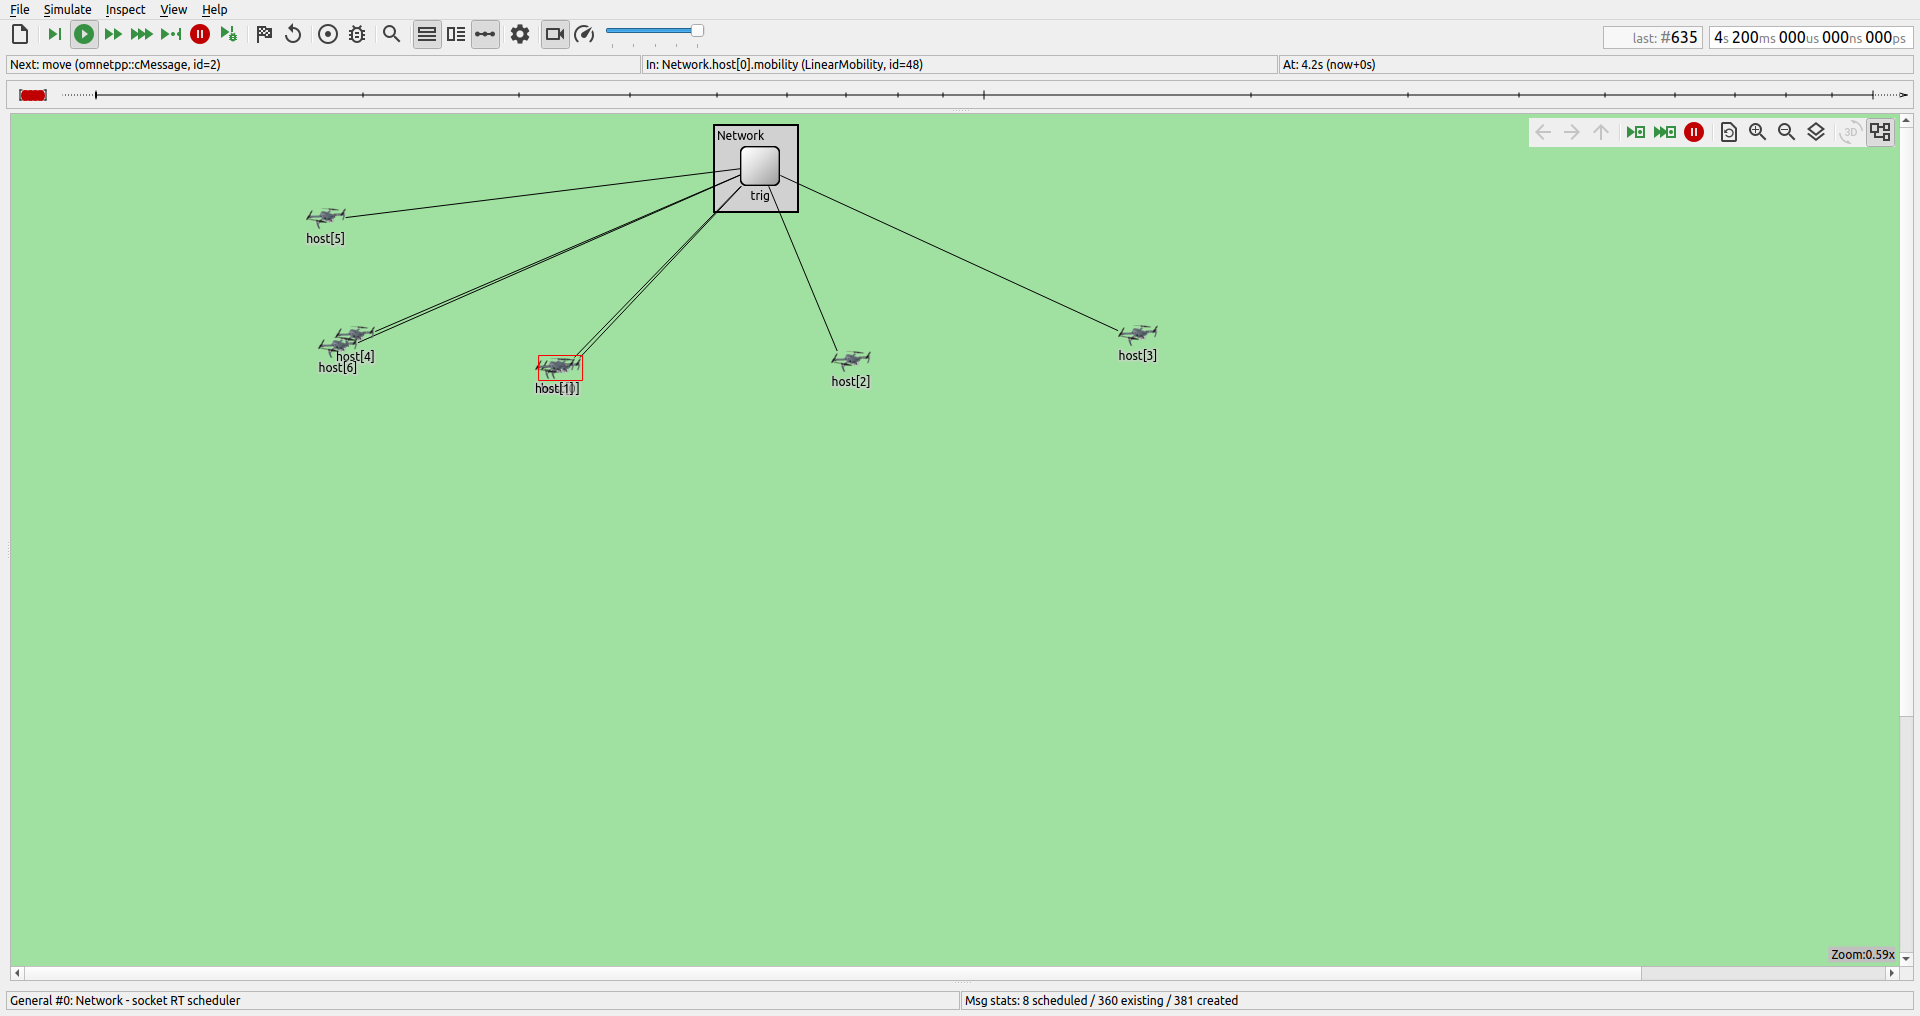 File Simulate Inspect View Help
last: #635 4s 200ms 000us 000ns 000ps
Next: move (omnetpp::cMessage, id=2) In: Network.host[0].mobility (LinearMobility, id=48) At: 4.2s (now+0s)
Network
3D
trig
host[5]
host[4]
host[6]
host[3]
host[2]
host[1]
Zoom:0.59x
General #0: Network - socket RT scheduler Msg stats: 8 scheduled / 360 existing / 381 created